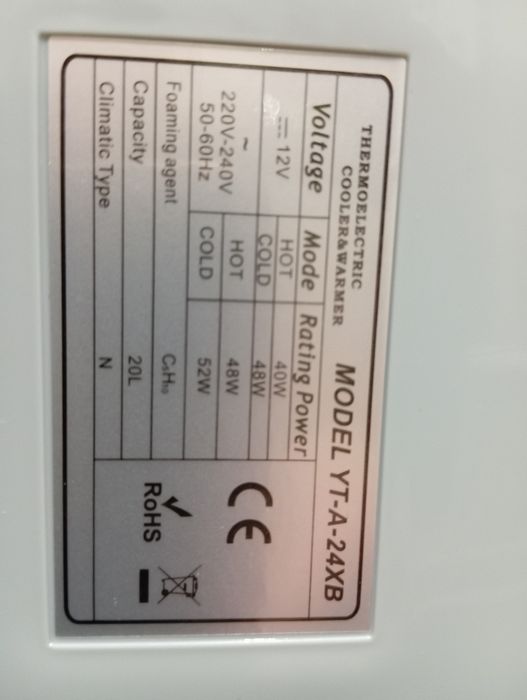 THERMOELECTRIC
COOLER&WARMER
MODEL YT-A-24XB
Voltage Mode Rating Power
⎓ 12V HOT 40W
COLD 48W
~
220V-240V HOT 48W
50-60Hz COLD 52W
Foaming agent C₅H₁₀
Capacity 20L
Climatic Type N
CE
RoHS